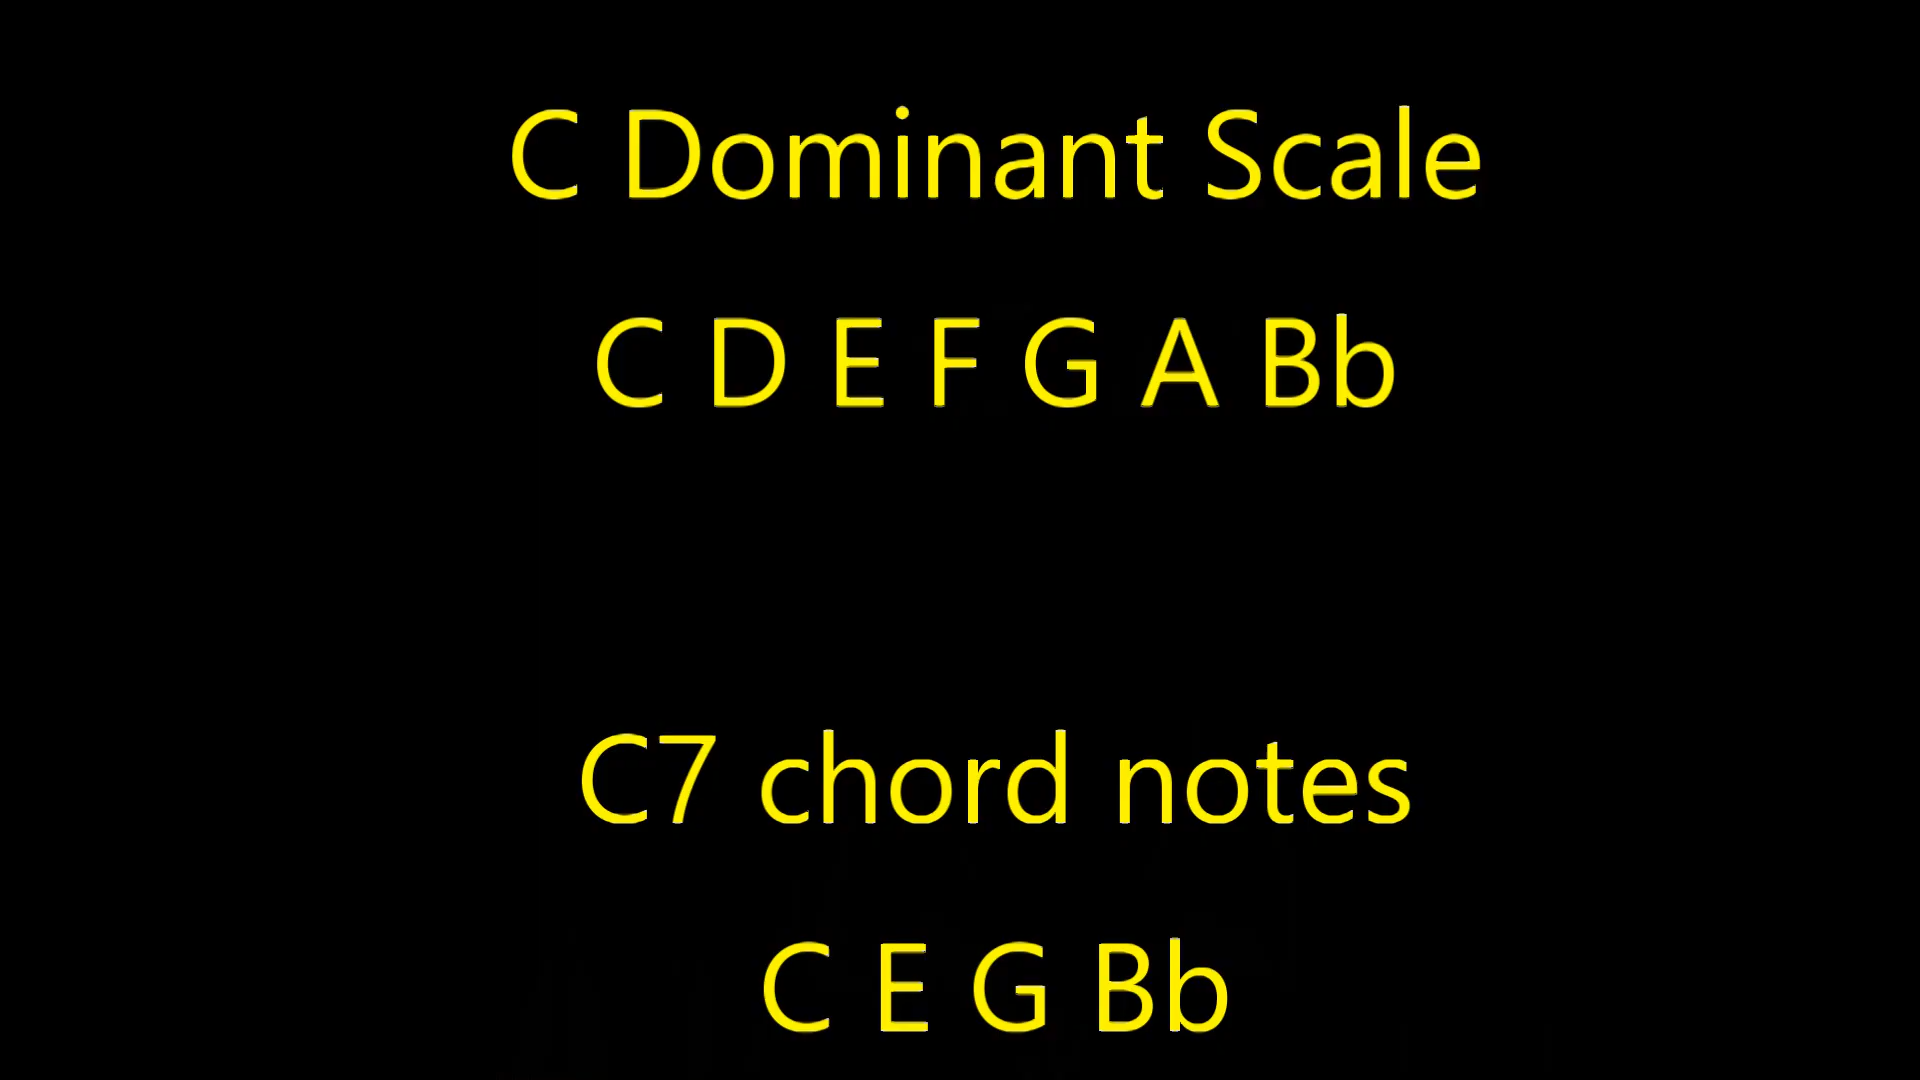 C Dominant Scale
C D E F G A Bb
C7 chord notes
C E G Bb